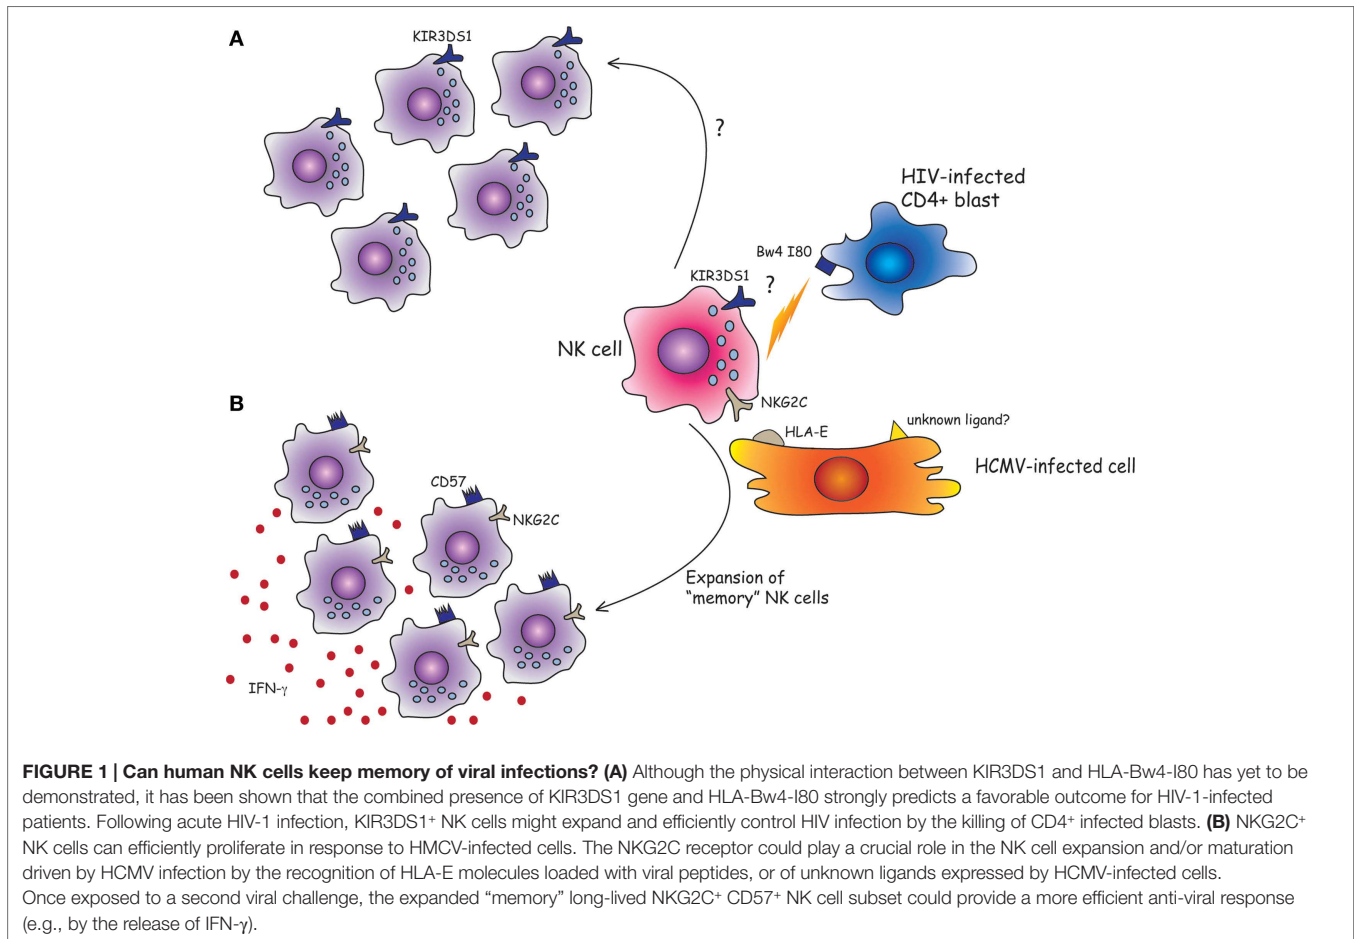 A
KIR3DS1
?
HIV-infected
CD4+ blast
Bw4 I80
KIR3DS1
?
NK cell
NKG2C
B
HLA-E
unknown ligand?
HCMV-infected cell
CD57
NKG2C
Expansion of
"memory" NK cells
IFN-γ
FIGURE 1 | Can human NK cells keep memory of viral infections? (A) Although the physical interaction between KIR3DS1 and HLA-Bw4-I80 has yet to be
demonstrated, it has been shown that the combined presence of KIR3DS1 gene and HLA-Bw4-I80 strongly predicts a favorable outcome for HIV-1-infected
patients. Following acute HIV-1 infection, KIR3DS1⁺ NK cells might expand and efficiently control HIV infection by the killing of CD4⁺ infected blasts. (B) NKG2C⁺
NK cells can efficiently proliferate in response to HMCV-infected cells. The NKG2C receptor could play a crucial role in the NK cell expansion and/or maturation
driven by HCMV infection by the recognition of HLA-E molecules loaded with viral peptides, or of unknown ligands expressed by HCMV-infected cells.
Once exposed to a second viral challenge, the expanded “memory” long-lived NKG2C⁺ CD57⁺ NK cell subset could provide a more efficient anti-viral response
(e.g., by the release of IFN-γ).